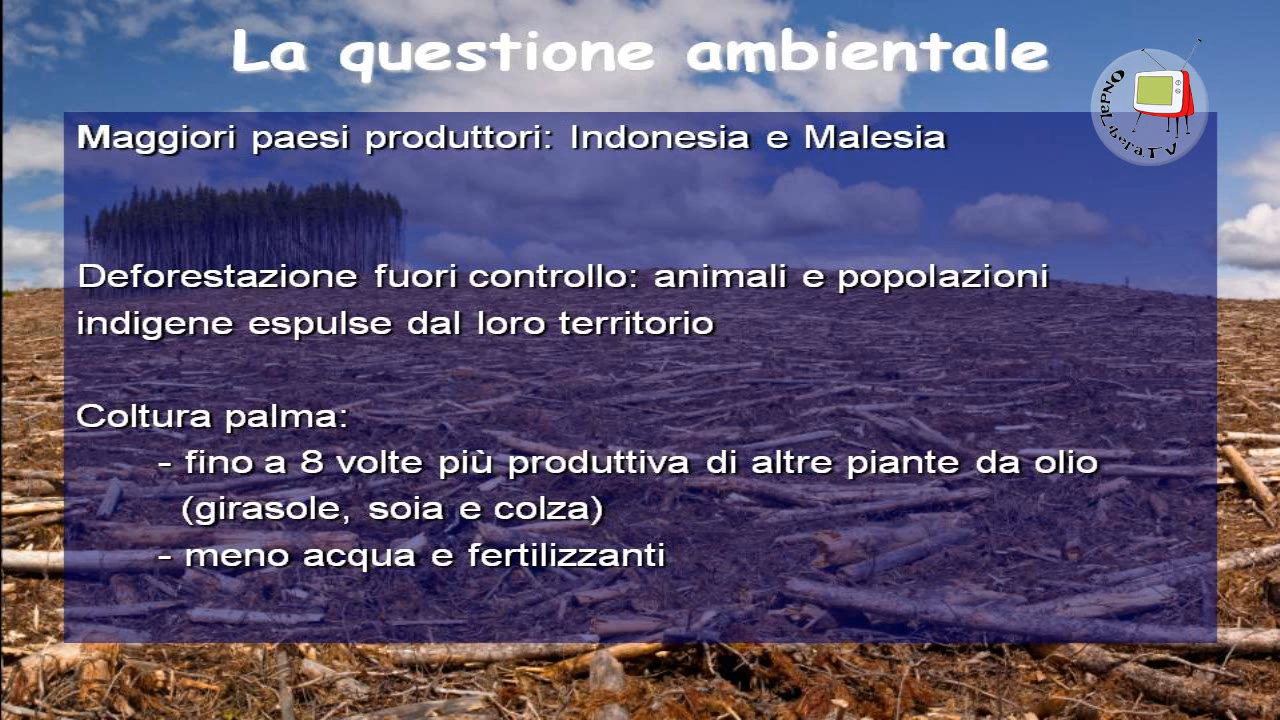 La questione ambientale
OndaLiberaTV
Maggiori paesi produttori: Indonesia e Malesia
Deforestazione fuori controllo: animali e popolazioni
indigene espulse dal loro territorio
Coltura palma:
- fino a 8 volte più produttiva di altre piante da olio
(girasole, soia e colza)
- meno acqua e fertilizzanti